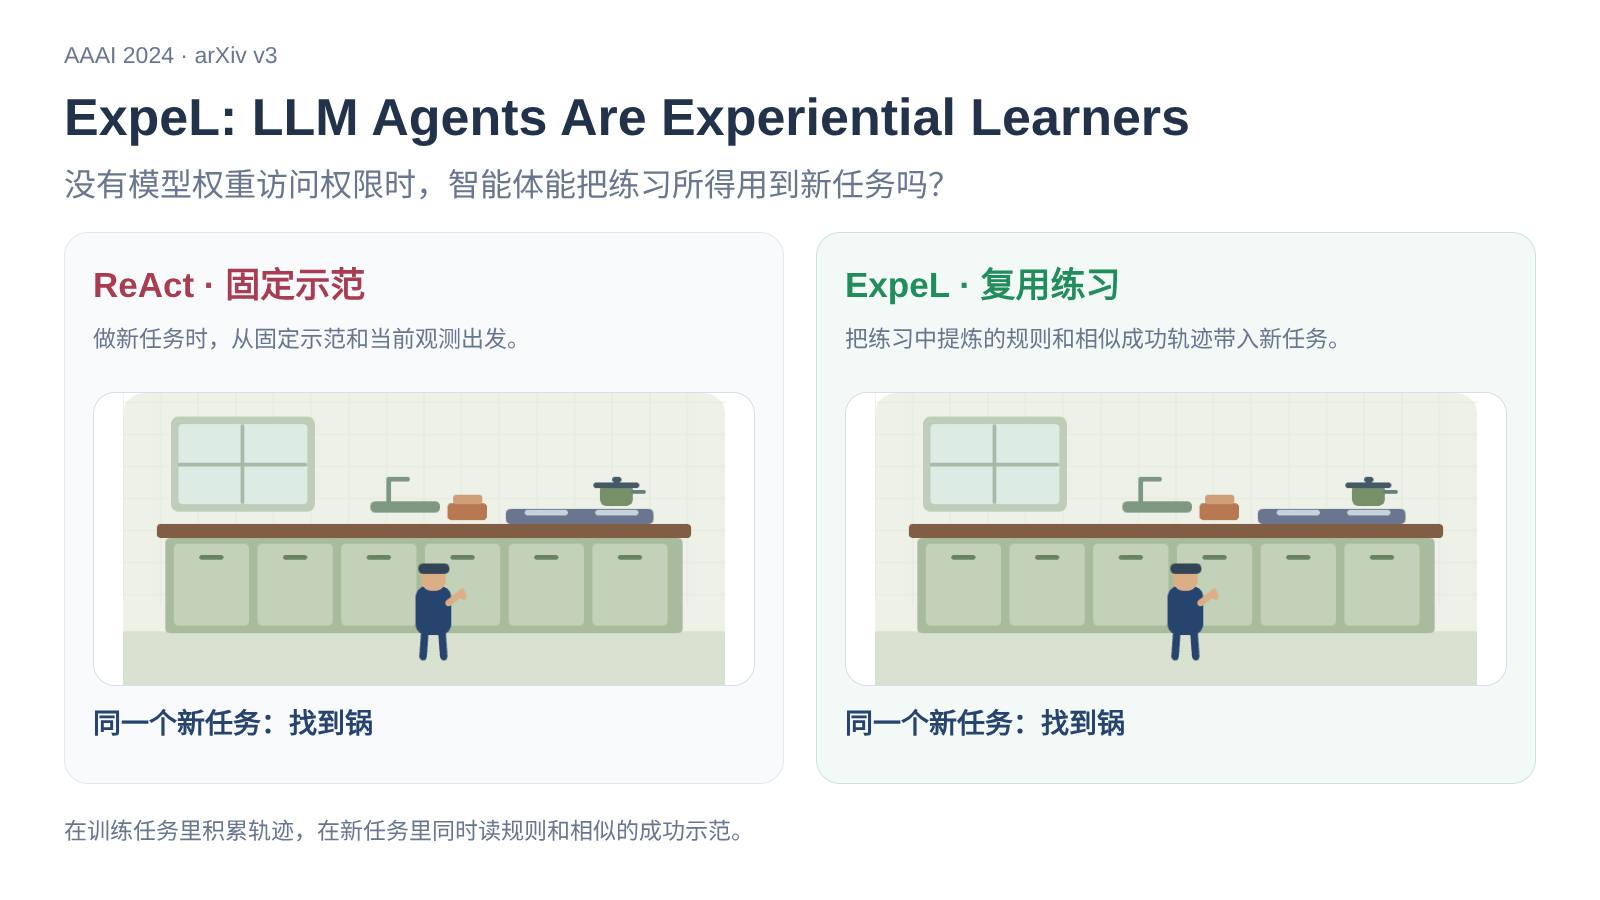 AAAI 2024 · arXiv v3
ExpeL: LLM Agents Are Experiential Learners
没有模型权重访问权限时，智能体能把练习所得用到新任务吗？
ReAct · 固定示范
做新任务时，从固定示范和当前观测出发。
同一个新任务：找到锅
ExpeL · 复用练习
把练习中提炼的规则和相似成功轨迹带入新任务。
同一个新任务：找到锅
在训练任务里积累轨迹，在新任务里同时读规则和相似的成功示范。